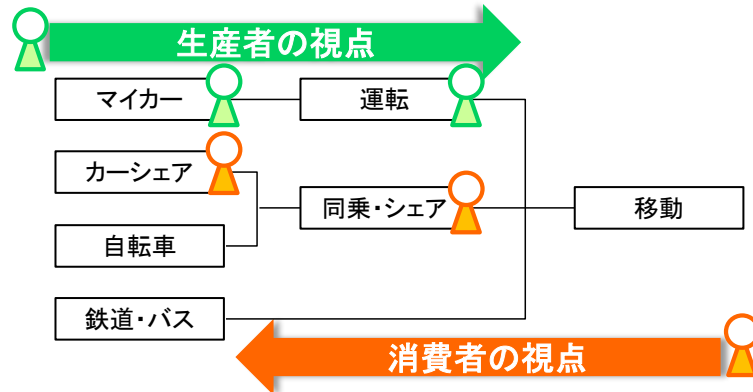 生産者の視点
マイカー
運転
カーシェア
同乗・シェア
移動
自転車
鉄道・バス
消費者の視点